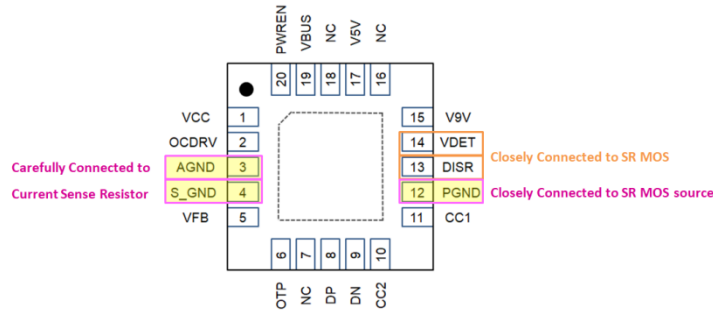 PWREN VBUS NC V5V NC
20 19 18 17 16
VCC 1 15 V9V
OCDRV 2 14 VDET
Closely Connected to SR MOS
Carefully Connected to AGND 3 13 DISR
Current Sense Resistor S_GND 4 12 PGND Closely Connected to SR MOS source
VFB 5 11 CC1
6 7 8 9 10
OTP NC DP DN CC2